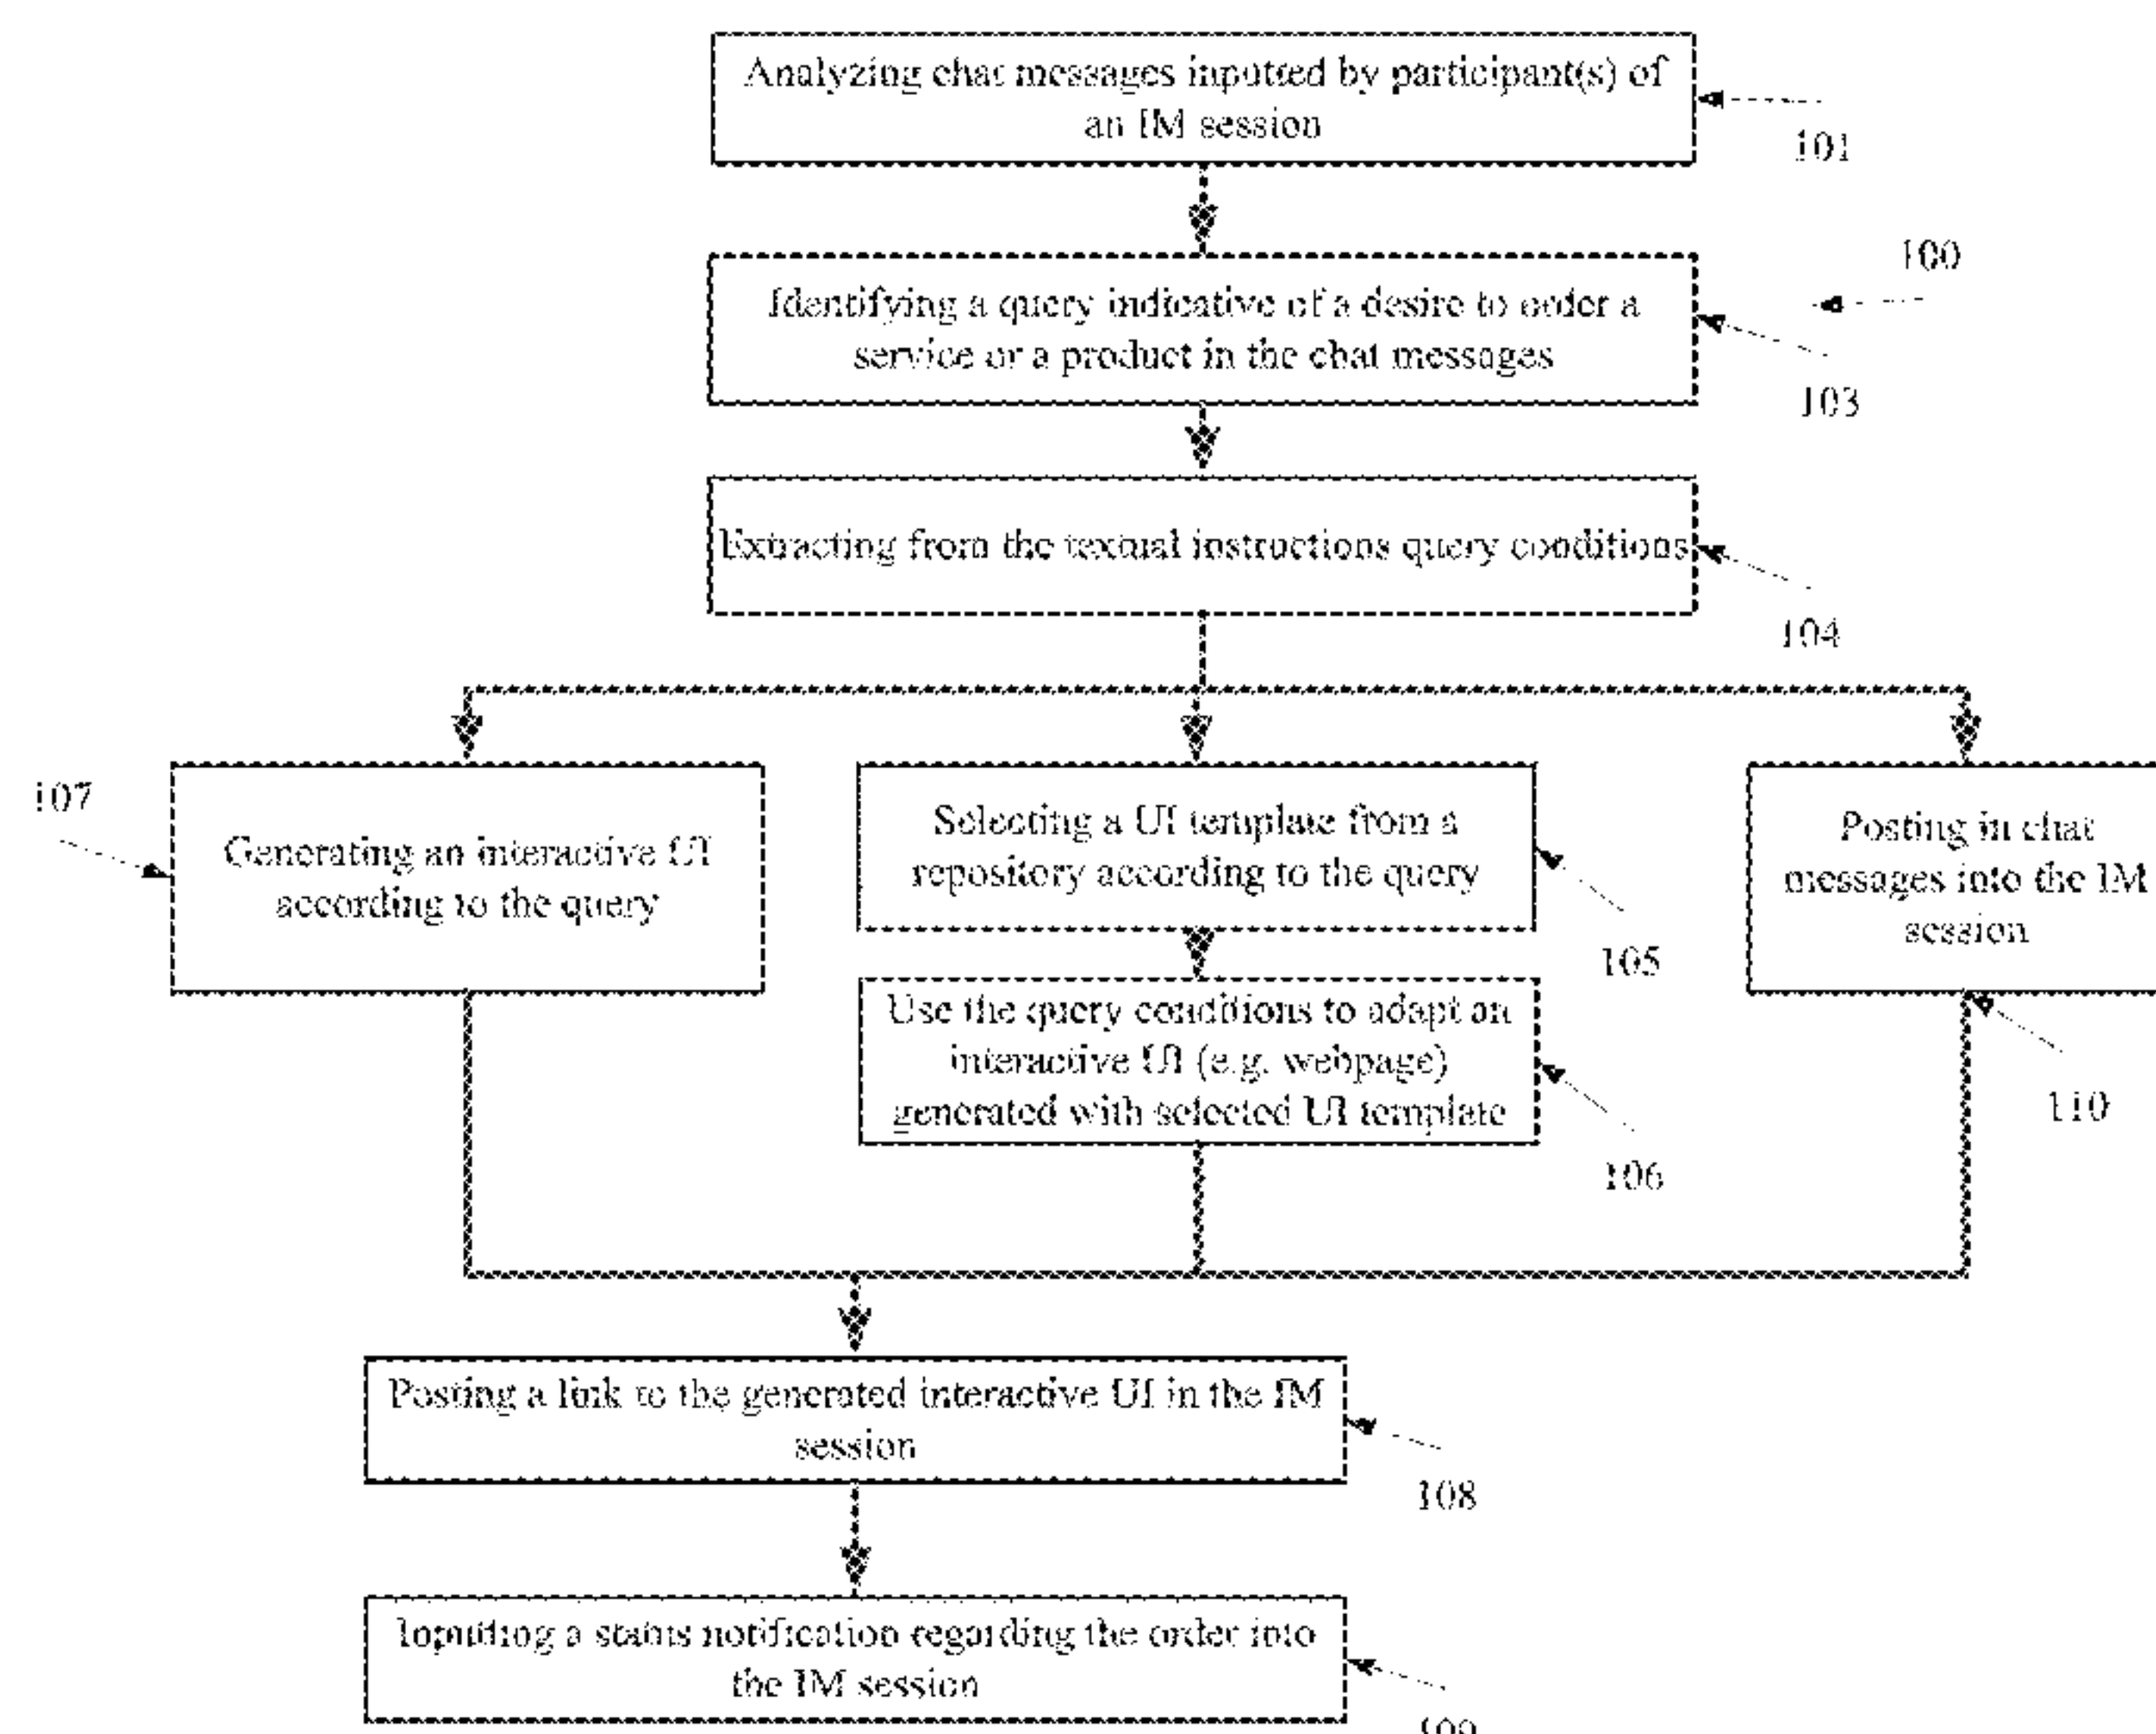 Analyzing chat messages inputted by participant(s) of
an IM session
101
100
Identifying a query indicative of a desire to order a
service or a product in the chat messages
103
Extracting from the textual instructions query conditions
104
107
Generating an interactive UI
according to the query
Selecting a UI template from a
repository according to the query
105
Posting in chat
messages into the IM
session
110
Use the query conditions to adapt an
interactive UI (e.g. webpage)
generated with selected UI template
106
Posting a link to the generated interactive UI in the IM
session
108
Inputting a status notification regarding the order into
the IM session
109